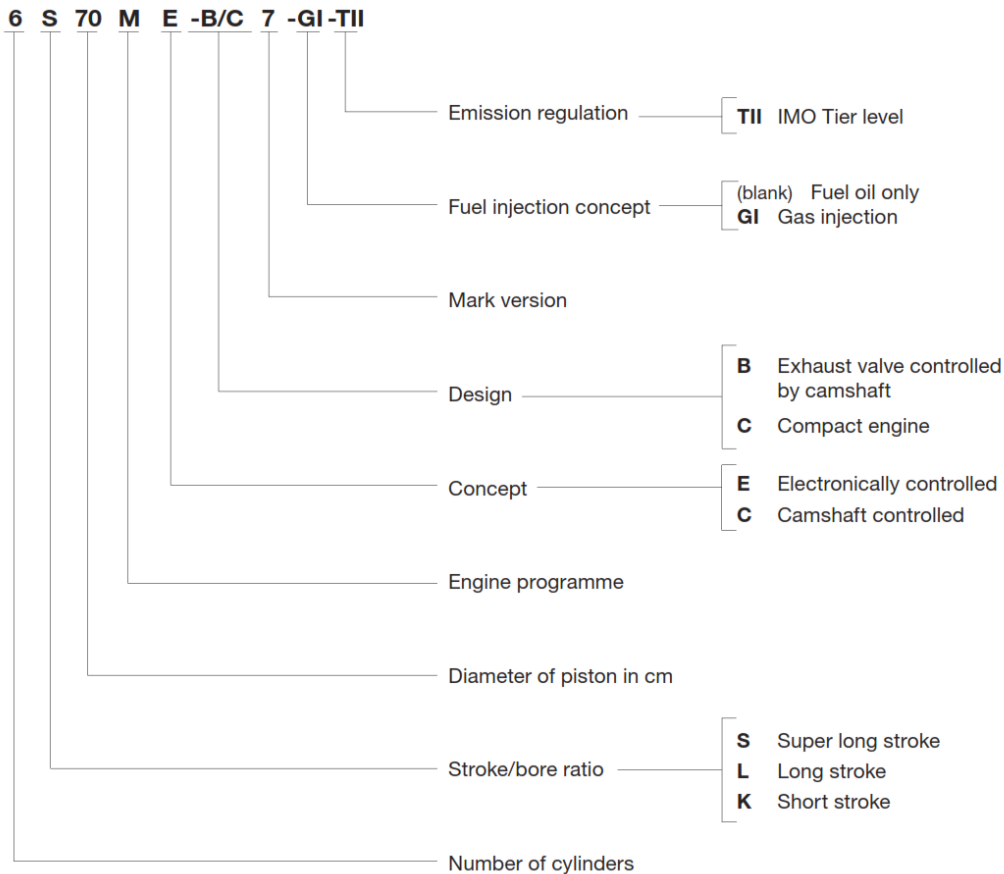 6 S 70 M E -B/C 7 -GI -TII
Emission regulation
TII IMO Tier level
Fuel injection concept
(blank) Fuel oil only
GI Gas injection
Mark version
Design
B Exhaust valve controlled
by camshaft
C Compact engine
Concept
E Electronically controlled
C Camshaft controlled
Engine programme
Diameter of piston in cm
Stroke/bore ratio
S Super long stroke
L Long stroke
K Short stroke
Number of cylinders